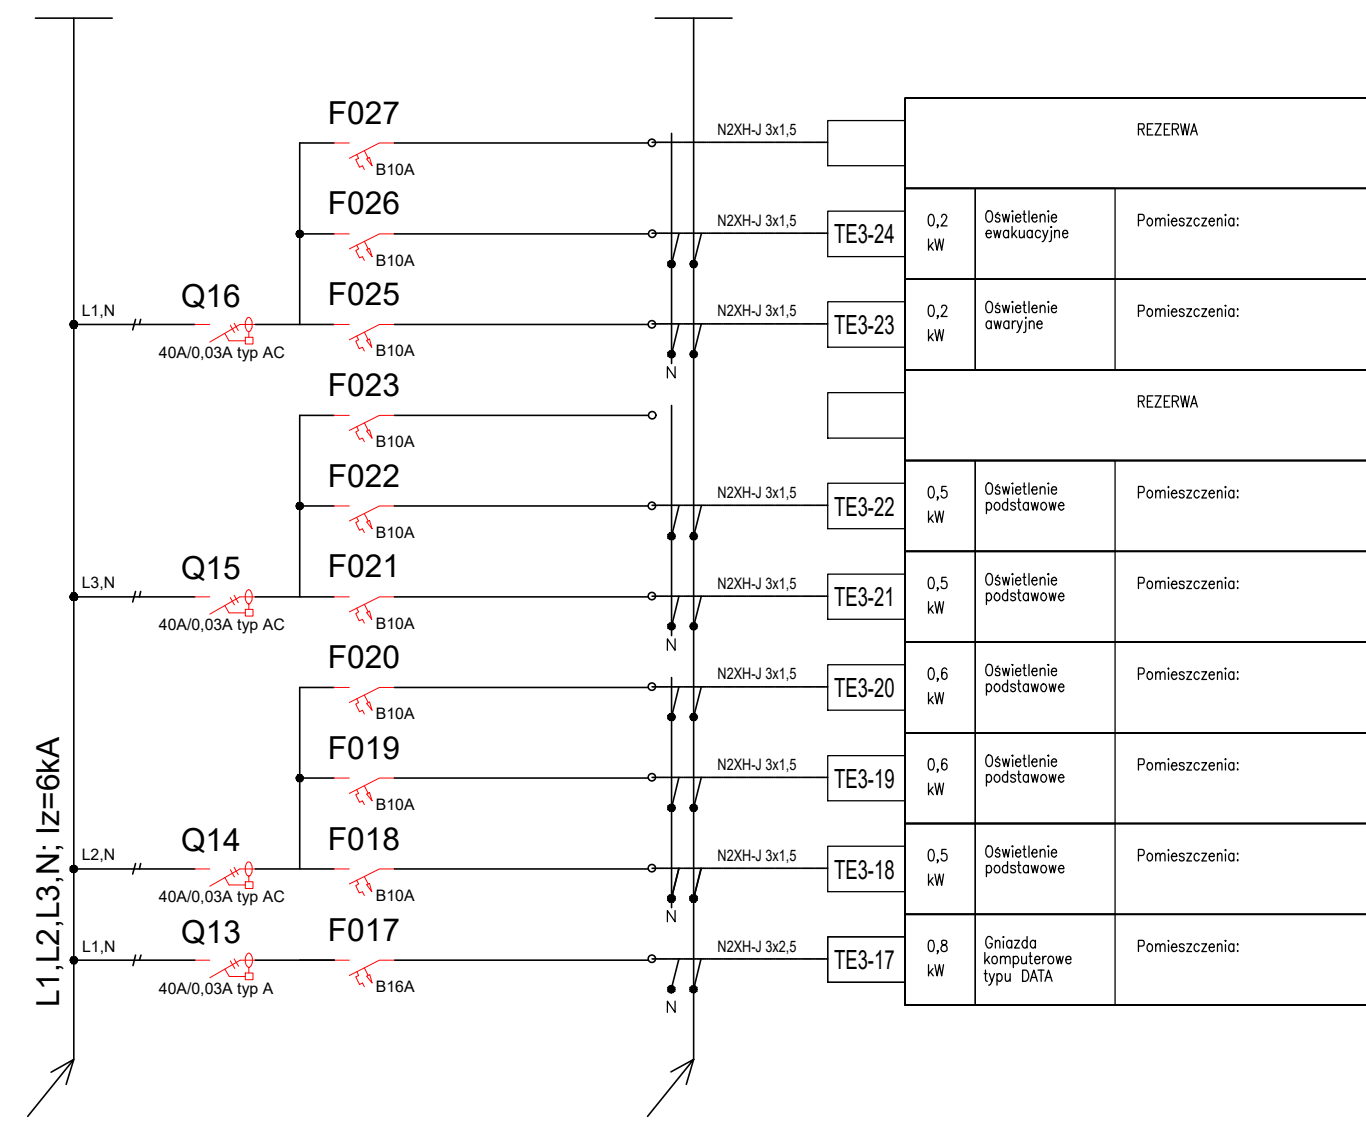 F027
B10A
N2XH-J 3x1,5
REZERWA
F026
B10A
N2XH-J 3x1,5
TE3-24
0,2
kW
Oświetlenie
ewakuacyjne
Pomieszczenia:
L1,N
Q16
40A/0,03A typ AC
F025
B10A
N2XH-J 3x1,5
N
TE3-23
0,2
kW
Oświetlenie
awaryjne
Pomieszczenia:
F023
B10A
REZERWA
F022
B10A
N2XH-J 3x1,5
TE3-22
0,5
kW
Oświetlenie
podstawowe
Pomieszczenia:
L3,N
Q15
40A/0,03A typ AC
F021
B10A
N2XH-J 3x1,5
N
TE3-21
0,5
kW
Oświetlenie
podstawowe
Pomieszczenia:
F020
B10A
N2XH-J 3x1,5
TE3-20
0,6
kW
Oświetlenie
podstawowe
Pomieszczenia:
F019
B10A
N2XH-J 3x1,5
TE3-19
0,6
kW
Oświetlenie
podstawowe
Pomieszczenia:
L2,N
Q14
40A/0,03A typ AC
F018
B10A
N2XH-J 3x1,5
N
TE3-18
0,5
kW
Oświetlenie
podstawowe
Pomieszczenia:
L1,N
Q13
40A/0,03A typ A
F017
B16A
N2XH-J 3x2,5
N
TE3-17
0,8
kW
Gniazda
komputerowe
typu DATA
Pomieszczenia:
L1,L2,L3,N; Iz=6kA